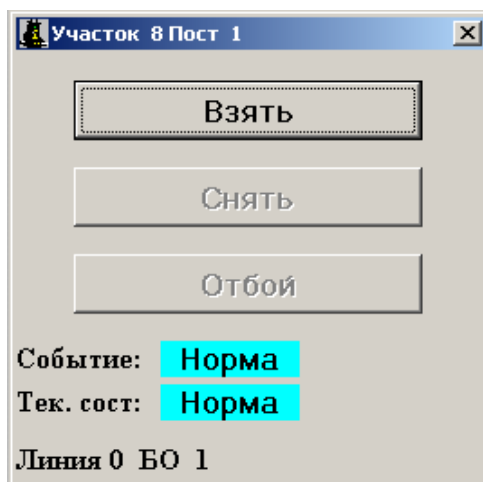 Участок 8 Пост 1
Взять
Снять
Отбой
Событие: Норма
Тек. сост: Норма
Линия 0 БО 1